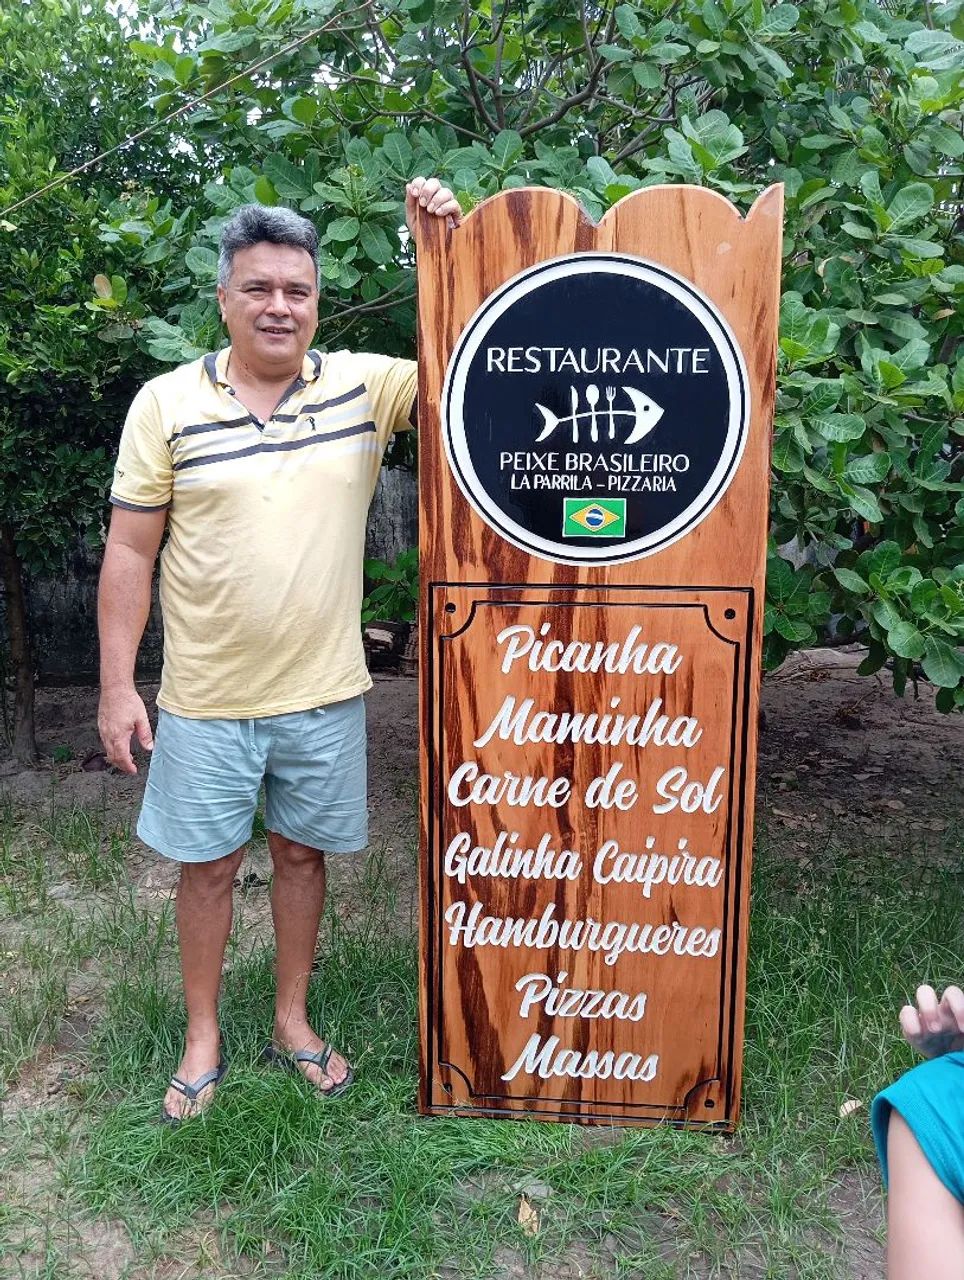 RESTAURANTE
PEIXE BRASILEIRO
LA PARRILA - PIZZARIA
Picanha
Maminha
Carne de Sol
Galinha Caipira
Hamburgueres
Pizzas
Massas